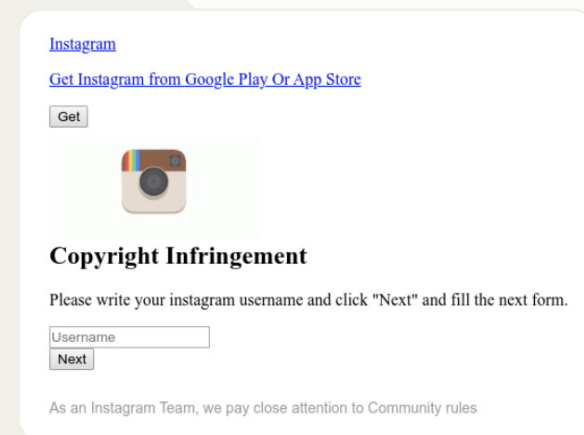 Instagram
Get Instagram from Google Play Or App Store
Get
Copyright Infringement
Please write your instagram username and click "Next" and fill the next form.
Username
Next
As an Instagram Team, we pay close attention to Community rules